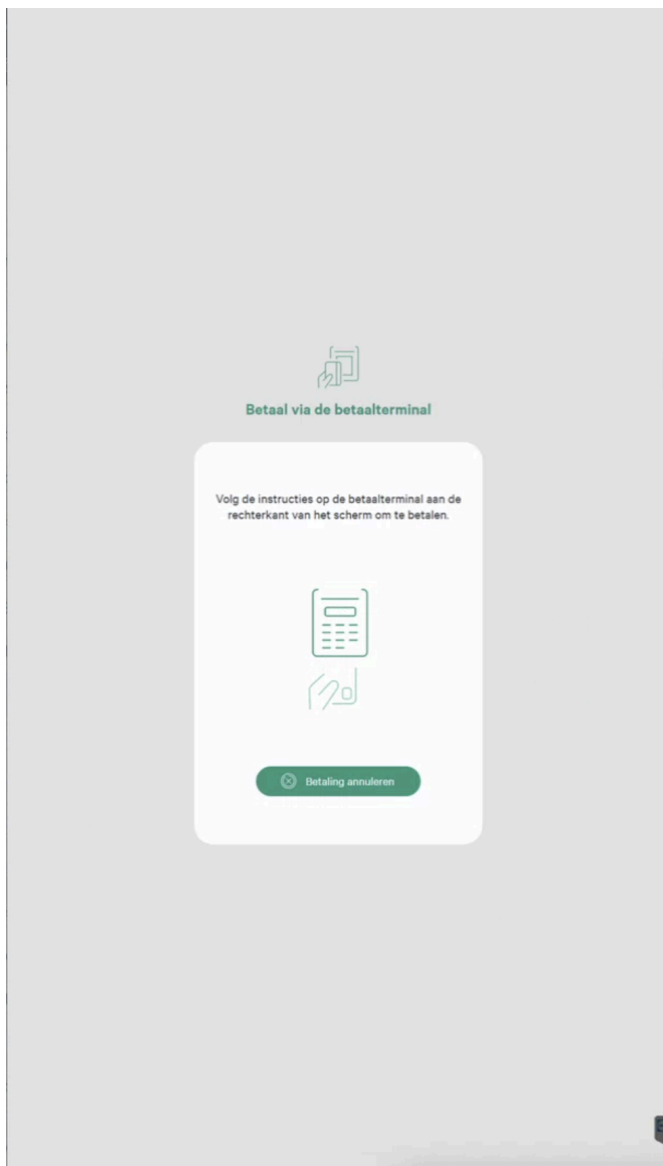 Betaal via de betaalterminal
Volg de instructies op de betaalterminal aan de
rechterkant van het scherm om te betalen.
Betaling annuleren